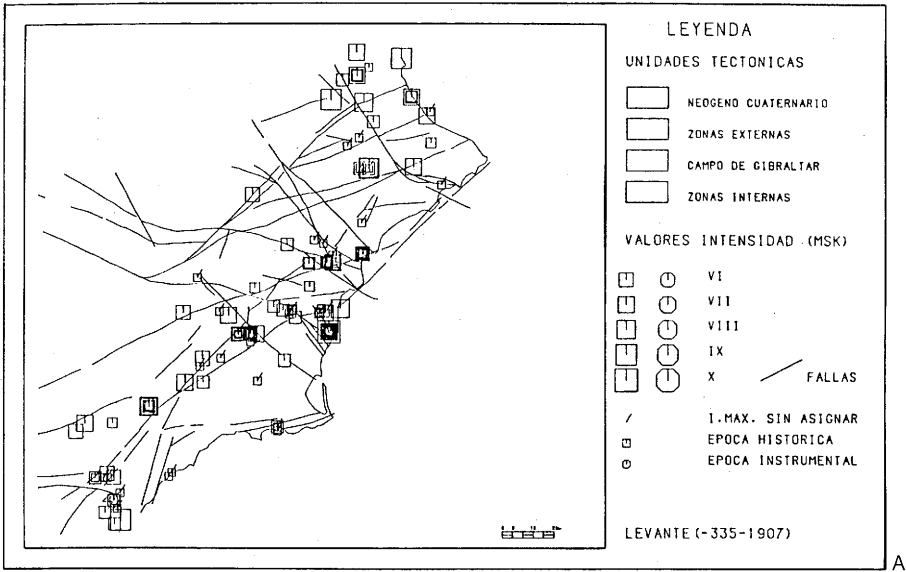 LEYENDA
UNIDADES TECTONICAS
NEOGENO CUATERNARIO
ZONAS EXTERNAS
CAMPO DE GIBRALTAR
ZONAS INTERNAS
VALORES INTENSIDAD (MSK)
VI
VII
VIII
IX
X
FALLAS
I.MAX. SIN ASIGNAR
EPOCA HISTORICA
EPOCA INSTRUMENTAL
LEVANTE (-335-1907)
A